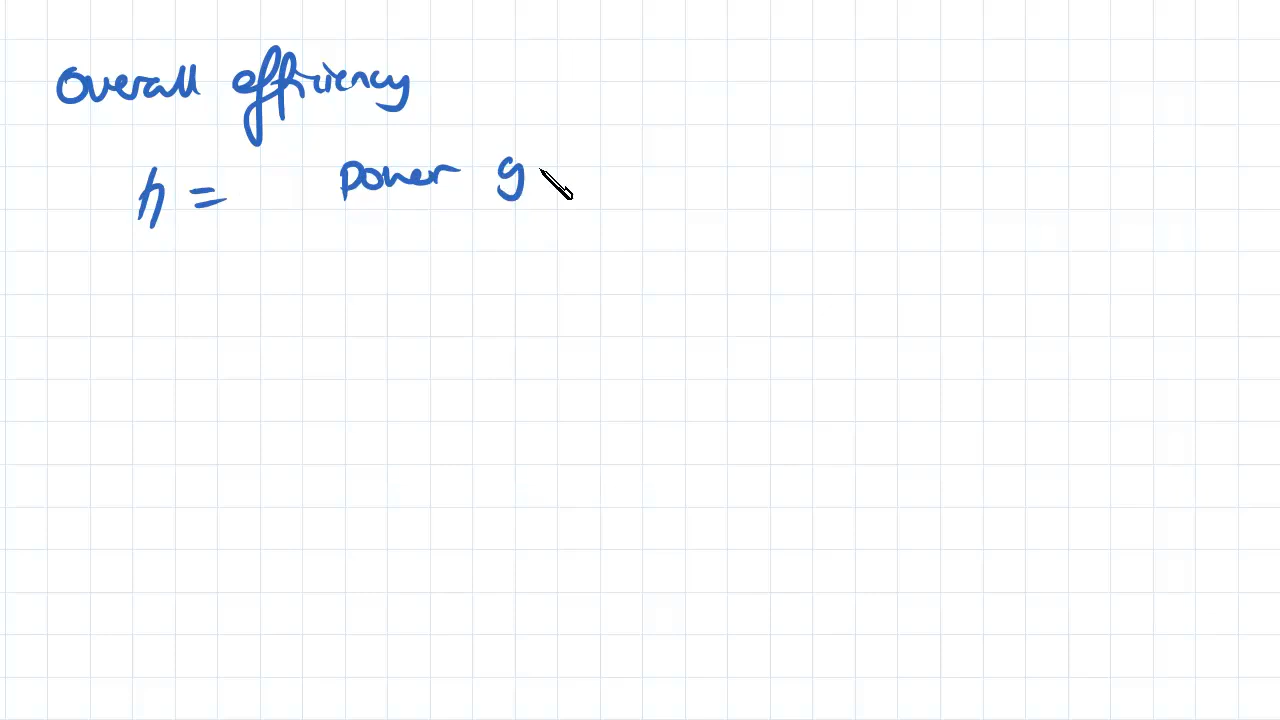 Overall efficiency
η = power g